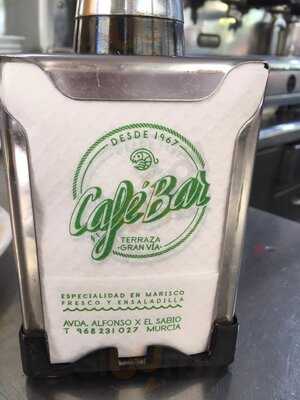 DESDE 1967
Café Bar
TERRAZA
·GRAN VÍA·
ESPECIALIDAD EN MARISCO
FRESCO Y ENSALADILLA
AVDA. ALFONSO X EL SABIO
T 968 231 027 MURCIA